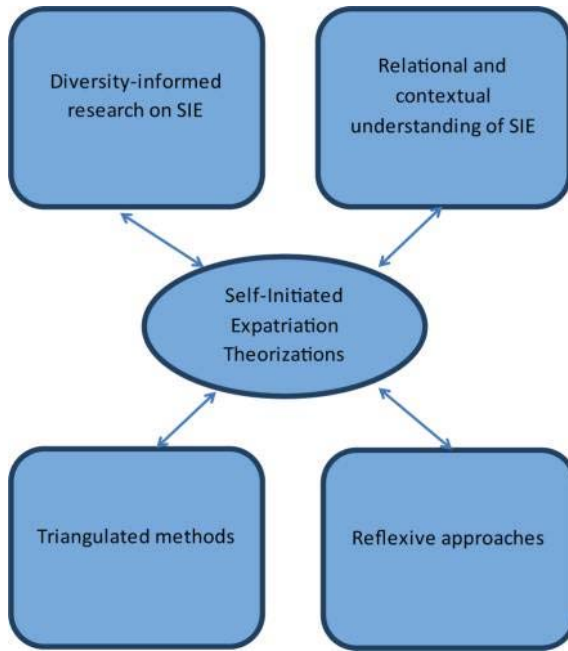 Diversity-informed
research on SIE
Relational and
contextual
understanding of SIE
Self-Initiated
Expatriation
Theorizations
Triangulated methods
Reflexive approaches